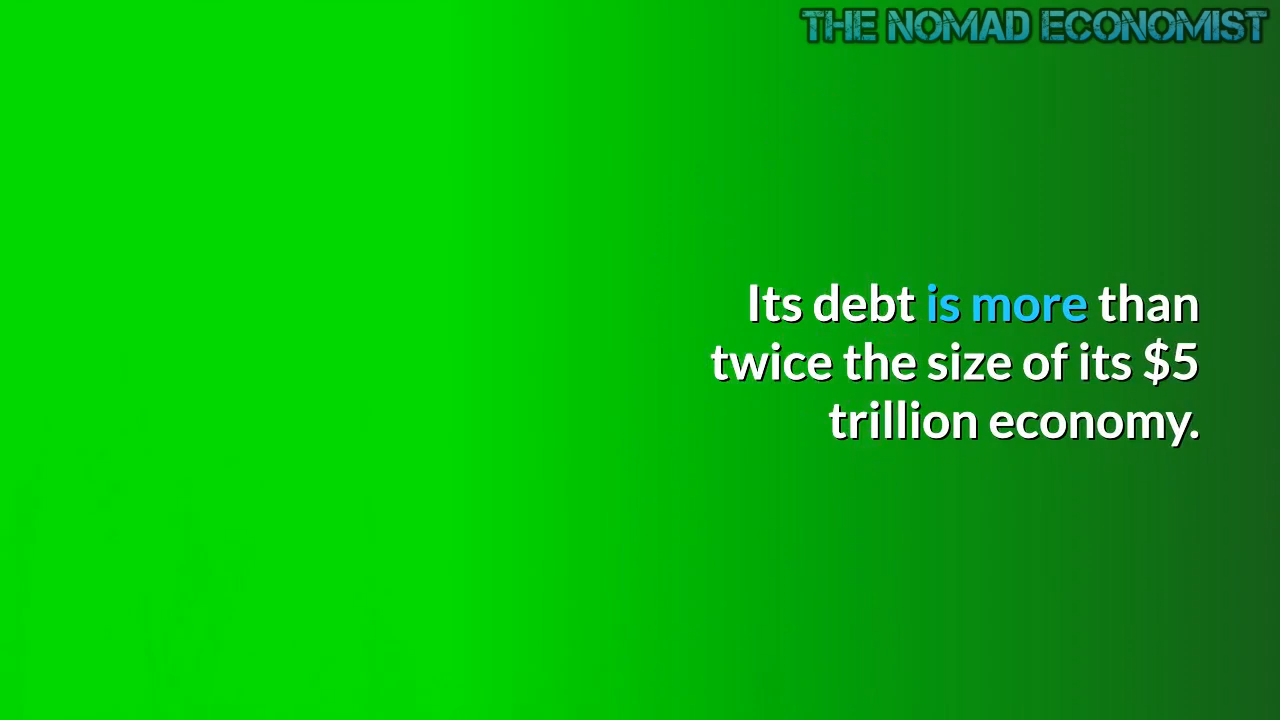 THE NOMAD ECONOMIST
Its debt is more than
twice the size of its $5
trillion economy.